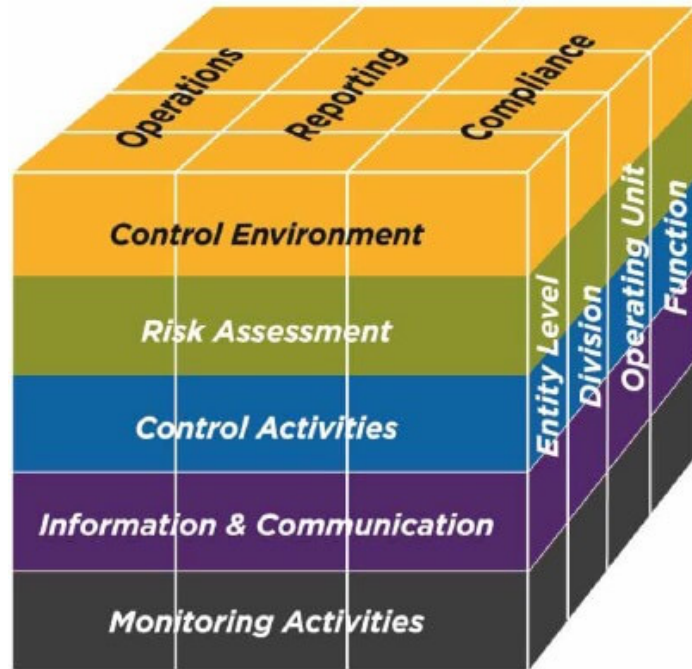 Operations
Reporting
Compliance
Control Environment
Risk Assessment
Control Activities
Information & Communication
Monitoring Activities
Entity Level
Division
Operating Unit
Function